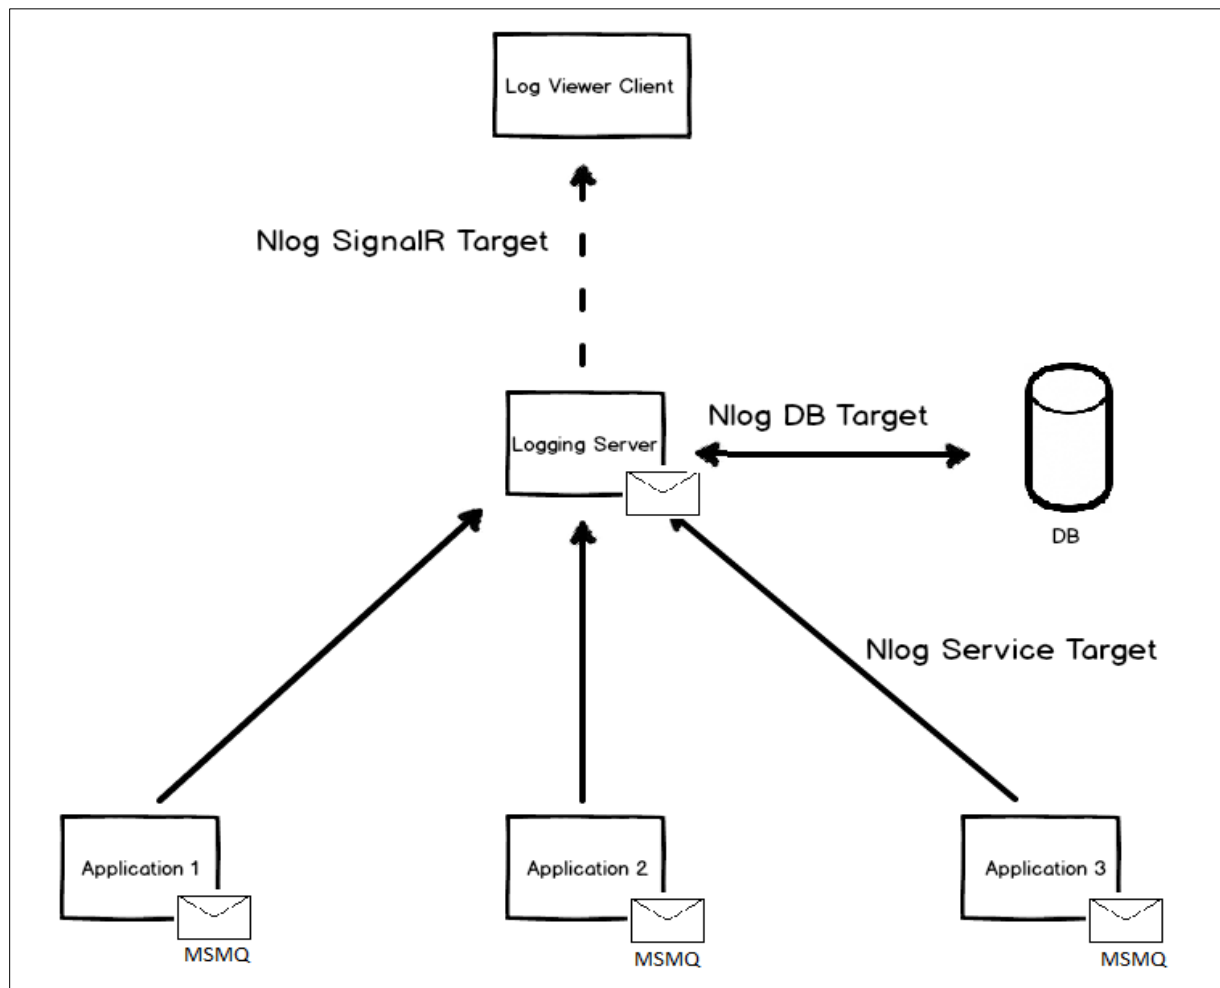 Log Viewer Client
Nlog SignalR Target
Nlog DB Target
Logging Server
DB
Nlog Service Target
Application 1
Application 2
Application 3
MSMQ
MSMQ
MSMQ